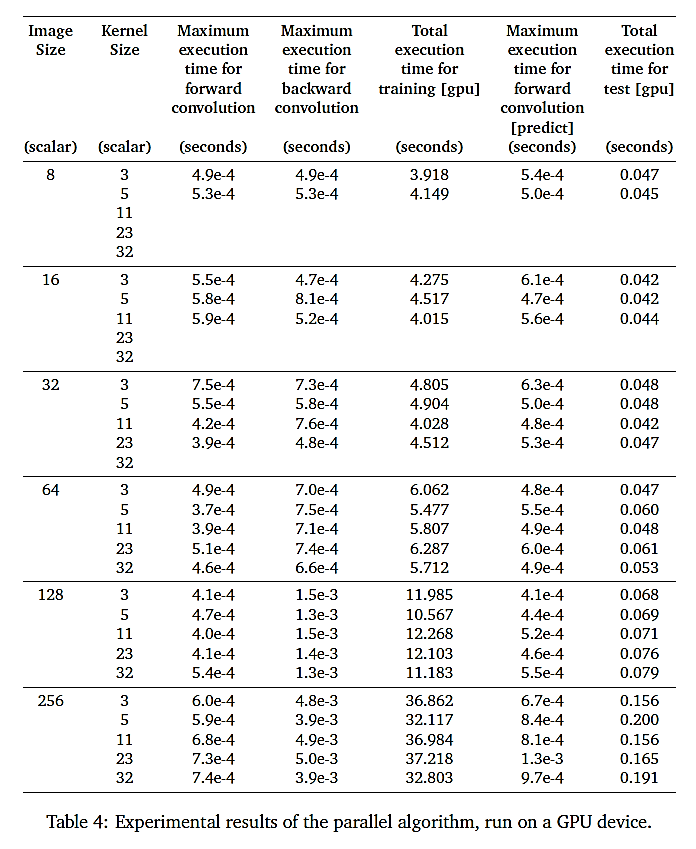 Image Kernel Maximum Maximum Total Maximum Total
Size Size execution execution execution execution execution
time for time for time for time for time for
forward backward training [gpu] forward test [gpu]
convolution convolution convolution
[predict]
(scalar) (scalar) (seconds) (seconds) (seconds) (seconds) (seconds)
8 3 4.9e-4 4.9e-4 3.918 5.4e-4 0.047
5 5.3e-4 5.3e-4 4.149 5.0e-4 0.045
11
23
32
16 3 5.5e-4 4.7e-4 4.275 6.1e-4 0.042
5 5.8e-4 8.1e-4 4.517 4.7e-4 0.042
11 5.9e-4 5.2e-4 4.015 5.6e-4 0.044
23
32
32 3 7.5e-4 7.3e-4 4.805 6.3e-4 0.048
5 5.5e-4 5.8e-4 4.904 5.0e-4 0.048
11 4.2e-4 7.6e-4 4.028 4.8e-4 0.042
23 3.9e-4 4.8e-4 4.512 5.3e-4 0.047
32
64 3 4.9e-4 7.0e-4 6.062 4.8e-4 0.047
5 3.7e-4 7.5e-4 5.477 5.5e-4 0.060
11 3.9e-4 7.1e-4 5.807 4.9e-4 0.048
23 5.1e-4 7.4e-4 6.287 6.0e-4 0.061
32 4.6e-4 6.6e-4 5.712 4.9e-4 0.053
128 3 4.1e-4 1.5e-3 11.985 4.1e-4 0.068
5 4.7e-4 1.3e-3 10.567 4.4e-4 0.069
11 4.0e-4 1.5e-3 12.268 5.2e-4 0.071
23 4.1e-4 1.4e-3 12.103 4.6e-4 0.076
32 5.4e-4 1.3e-3 11.183 5.5e-4 0.079
256 3 6.0e-4 4.8e-3 36.862 6.7e-4 0.156
5 5.9e-4 3.9e-3 32.117 8.4e-4 0.200
11 6.8e-4 4.9e-3 36.984 8.1e-4 0.156
23 7.3e-4 5.0e-3 37.218 1.3e-3 0.165
32 7.4e-4 3.9e-3 32.803 9.7e-4 0.191
Table 4: Experimental results of the parallel algorithm, run on a GPU device.